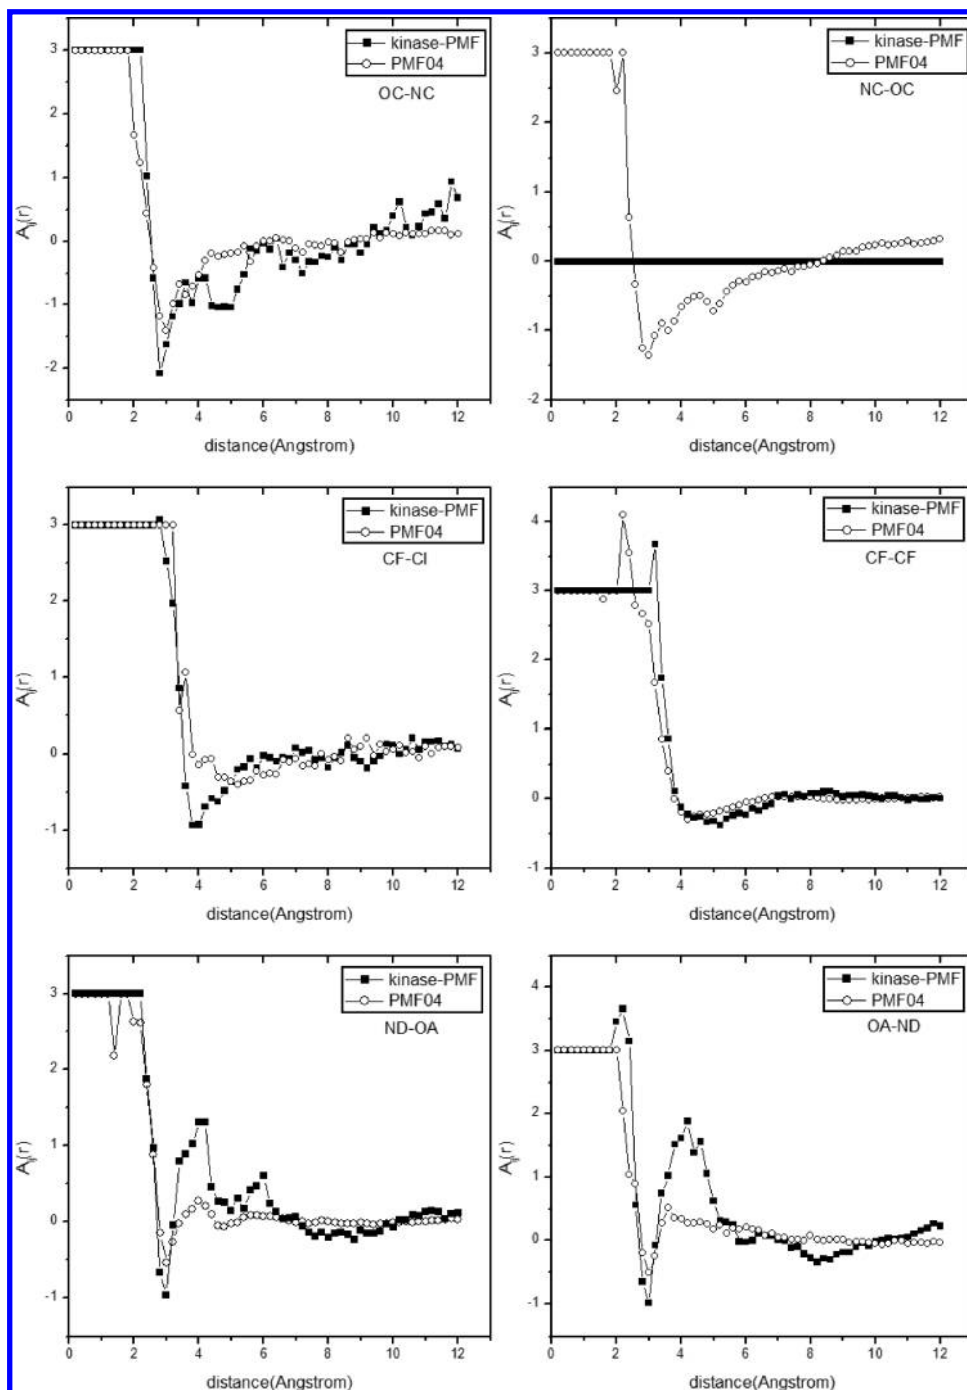 kinase-PMF
PMF04
OC-NC
3
2
1
0
-1
-2
A_ij(r)
0 2 4 6 8 10 12
distance(Angstrom)
kinase-PMF
PMF04
NC-OC
3
2
1
0
-1
-2
A_ij(r)
0 2 4 6 8 10 12
distance(Angstrom)
kinase-PMF
PMF04
CF-Cl
3
2
1
0
-1
A_ij(r)
0 2 4 6 8 10 12
distance(Angstrom)
kinase-PMF
PMF04
CF-CF
4
3
2
1
0
-1
A_ij(r)
0 2 4 6 8 10 12
distance(Angstrom)
kinase-PMF
PMF04
ND-OA
3
2
1
0
-1
A_ij(r)
0 2 4 6 8 10 12
distance(Angstrom)
kinase-PMF
PMF04
OA-ND
4
3
2
1
0
-1
A_ij(r)
0 2 4 6 8 10 12
distance(Angstrom)